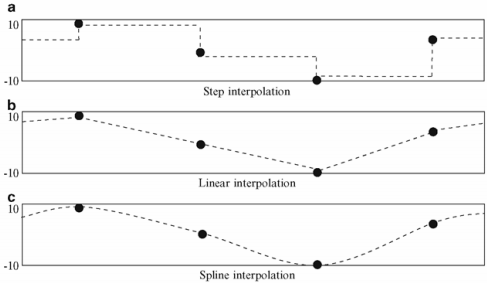 a
10
-10
Step interpolation
b
10
-10
Linear interpolation
c
10
-10
Spline interpolation